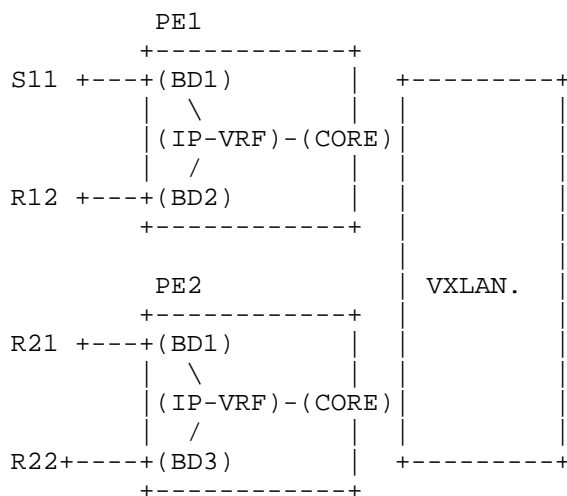 PE1
S11 +---+(BD1)
(IP-VRF)-(CORE)
R12 +---+(BD2)
PE2
VXLAN.
R21 +---+(BD1)
(IP-VRF)-(CORE)
R22+----+(BD3)